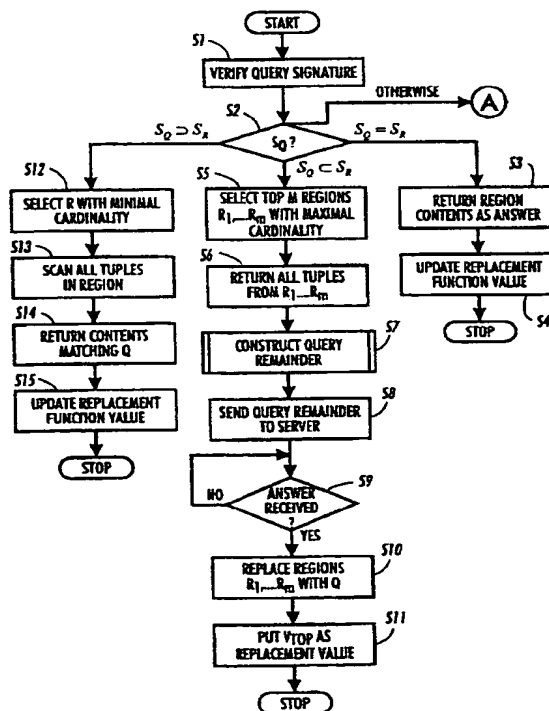 START
S1
VERIFY QUERY SIGNATURE
OTHERWISE
A
S2
S_Q ?
S_Q ⊃ S_R
S_Q ⊂ S_R
S_Q = S_R
S12
SELECT R WITH MINIMAL
CARDINALITY
S13
SCAN ALL TUPLES
IN REGION
S14
RETURN CONTENTS
MATCHING Q
S15
UPDATE REPLACEMENT
FUNCTION VALUE
STOP
S5
SELECT TOP M REGIONS
R1,...Rm WITH MAXIMAL
CARDINALITY
S6
RETURN ALL TUPLES
FROM R1...Rm
S7
CONSTRUCT QUERY
REMAINDER
S8
SEND QUERY REMAINDER
TO SERVER
S9
ANSWER
RECEIVED
?
NO
YES
S10
REPLACE REGIONS
R1,...Rm WITH Q
S11
PUT VTOP AS
REPLACEMENT VALUE
STOP
S3
RETURN REGION
CONTENTS AS ANSWER
UPDATE REPLACEMENT
FUNCTION VALUE
S4
STOP